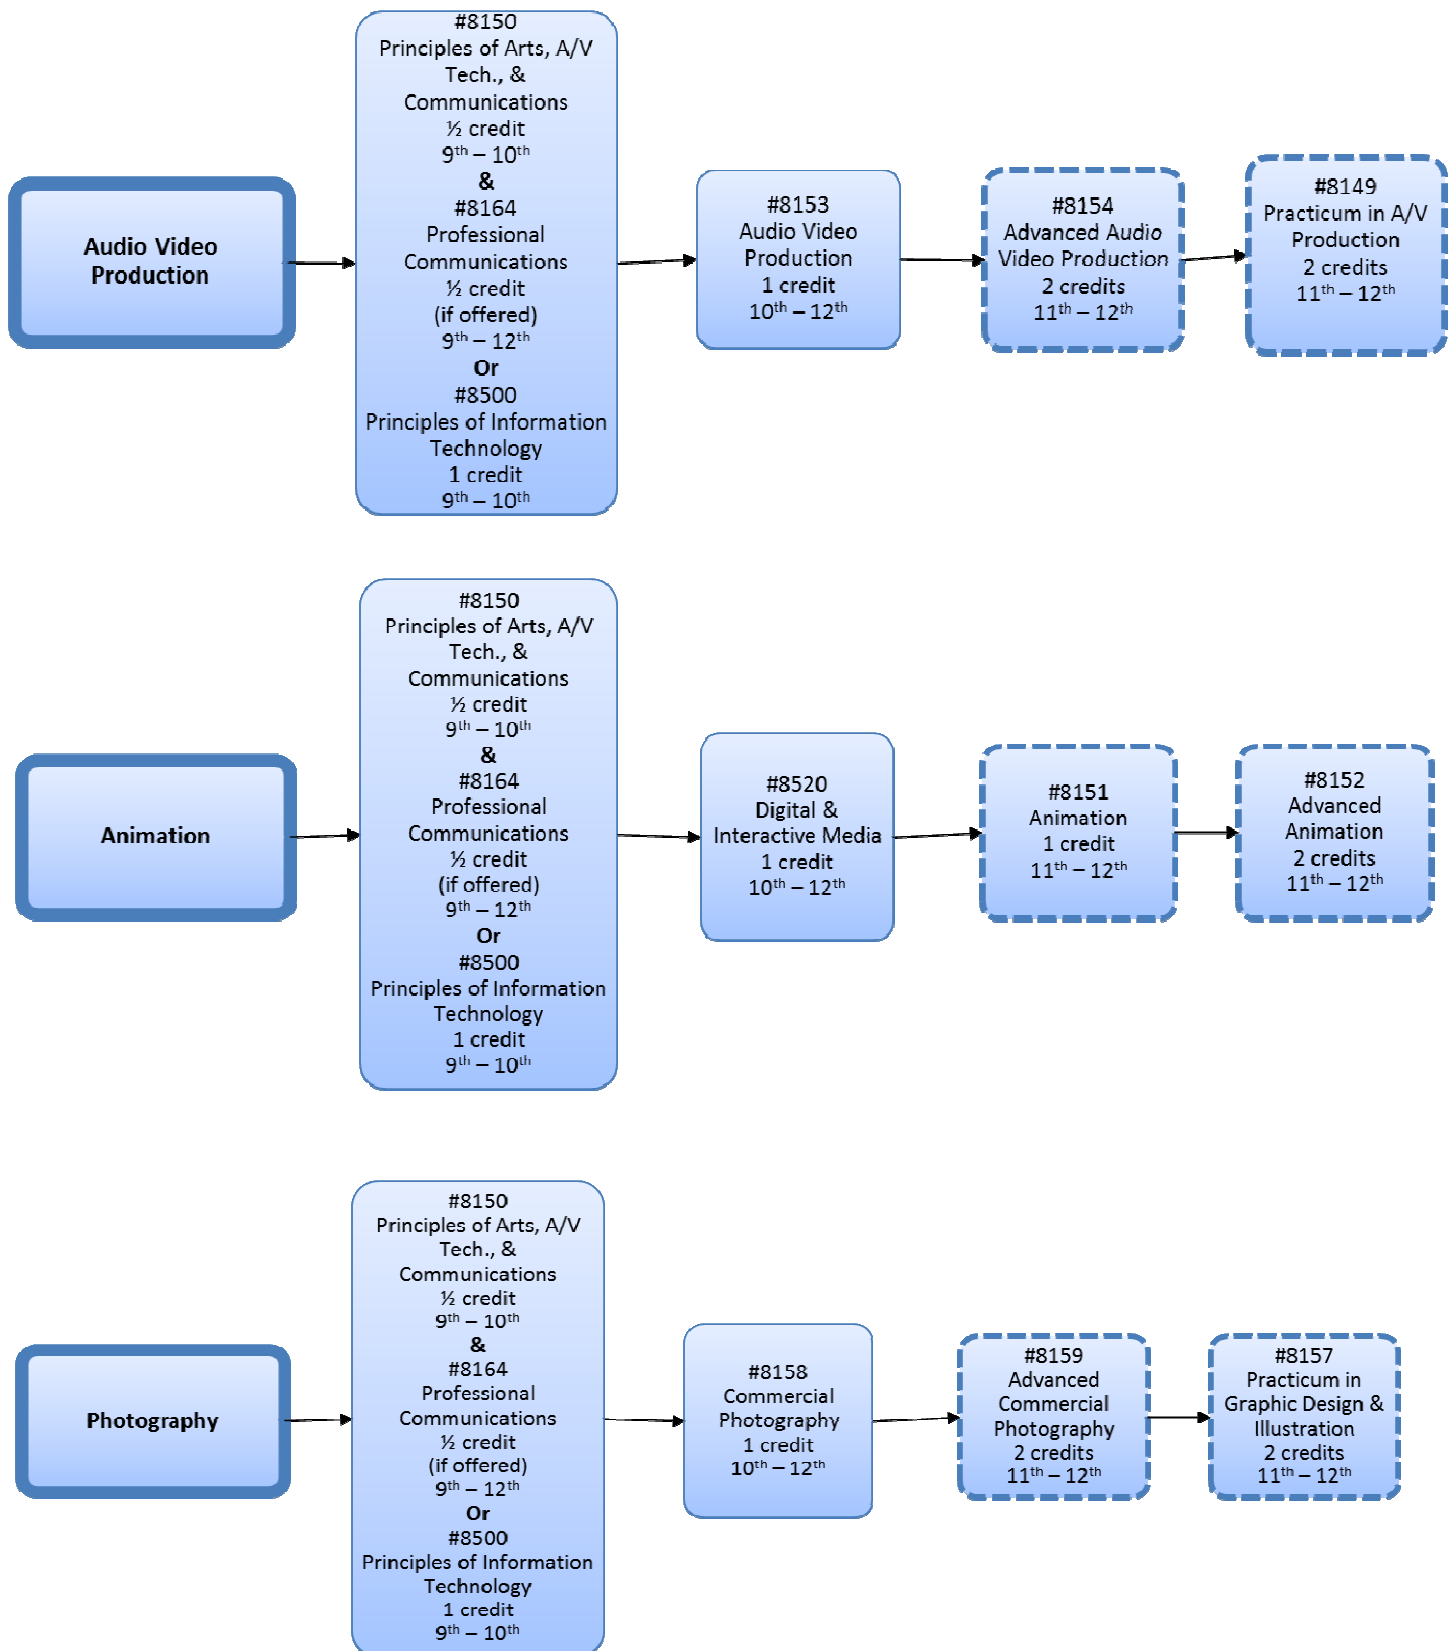 Audio Video
Production
#8150
Principles of Arts, A/V
Tech., &
Communications
½ credit
9th – 10th
&
#8164
Professional
Communications
½ credit
(if offered)
9th – 12th
Or
#8500
Principles of Information
Technology
1 credit
9th – 10th
#8153
Audio Video
Production
1 credit
10th – 12th
#8154
Advanced Audio
Video Production
2 credits
11th – 12th
#8149
Practicum in A/V
Production
2 credits
11th – 12th
Animation
#8150
Principles of Arts, A/V
Tech., &
Communications
½ credit
9th – 10th
&
#8164
Professional
Communications
½ credit
(if offered)
9th – 12th
Or
#8500
Principles of Information
Technology
1 credit
9th – 10th
#8520
Digital &
Interactive Media
1 credit
10th – 12th
#8151
Animation
1 credit
11th – 12th
#8152
Advanced
Animation
2 credits
11th – 12th
Photography
#8150
Principles of Arts, A/V
Tech., &
Communications
½ credit
9th – 10th
&
#8164
Professional
Communications
½ credit
(if offered)
9th – 12th
Or
#8500
Principles of Information
Technology
1 credit
9th – 10th
#8158
Commercial
Photography
1 credit
10th – 12th
#8159
Advanced
Commercial
Photography
2 credits
11th – 12th
#8157
Practicum in
Graphic Design &
Illustration
2 credits
11th – 12th